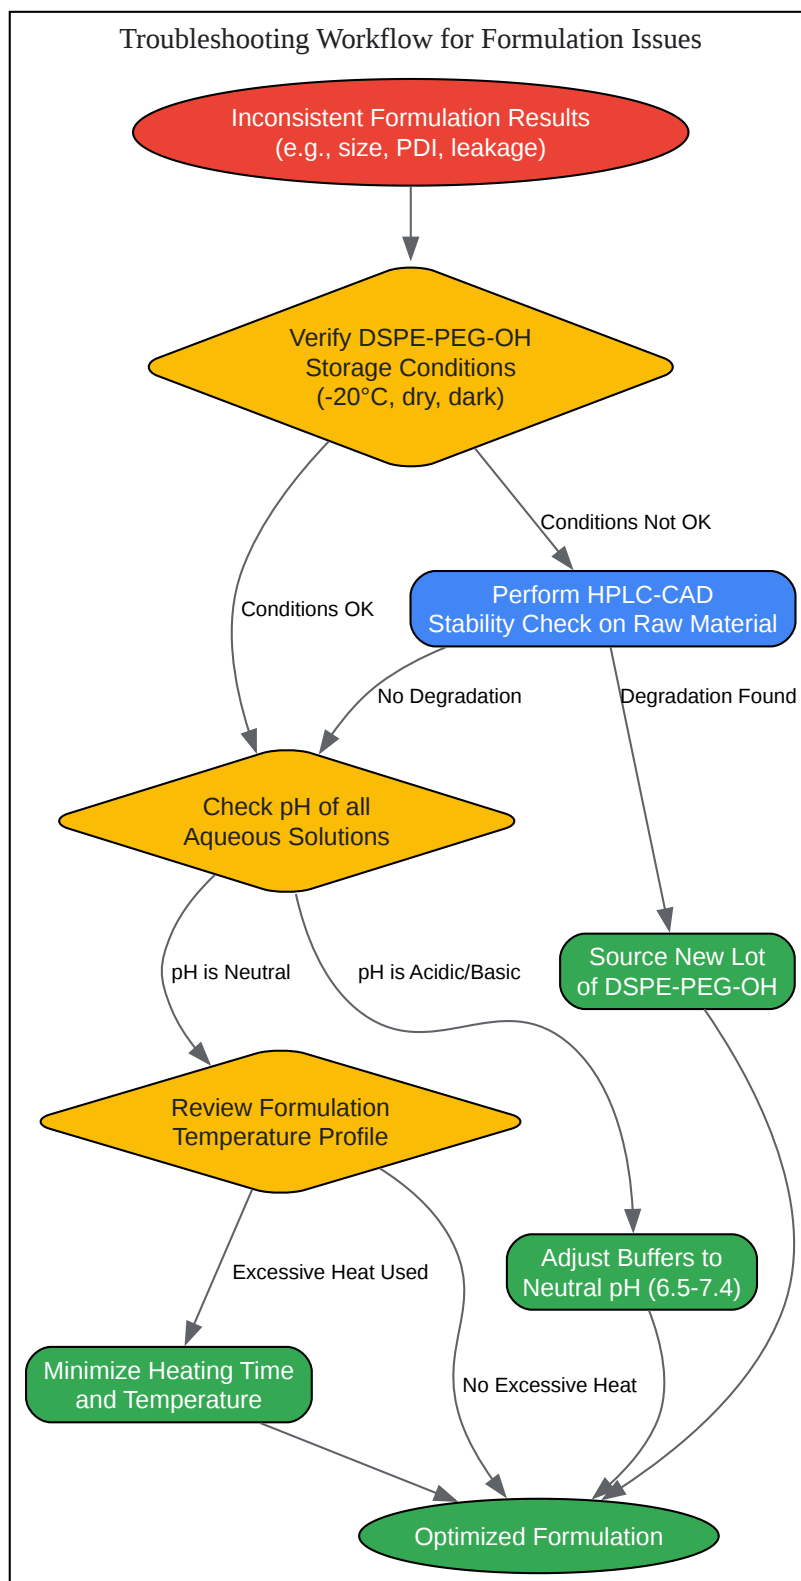 Troubleshooting Workflow for Formulation Issues
Inconsistent Formulation Results
(e.g., size, PDI, leakage)
Verify DSPE-PEG-OH
Storage Conditions
(-20°C, dry, dark)
Conditions Not OK
Conditions OK
Perform HPLC-CAD
Stability Check on Raw Material
No Degradation
Degradation Found
Check pH of all
Aqueous Solutions
pH is Neutral
pH is Acidic/Basic
Source New Lot
of DSPE-PEG-OH
Review Formulation
Temperature Profile
Excessive Heat Used
Adjust Buffers to
Neutral pH (6.5-7.4)
Minimize Heating Time
and Temperature
No Excessive Heat
Optimized Formulation